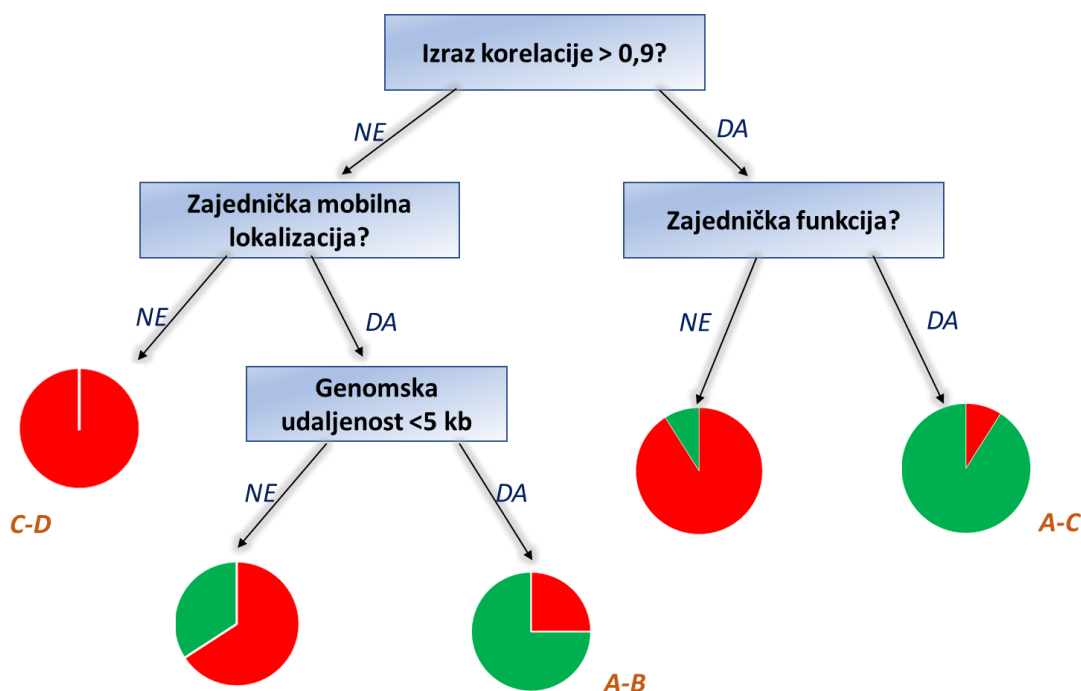 Izraz korelacije > 0,9?
NE
DA
Zajednička mobilna
lokalizacija?
Zajednička funkcija?
NE
DA
NE
DA
Genomska
udaljenost <5 kb
C-D
NE
DA
A-C
A-B